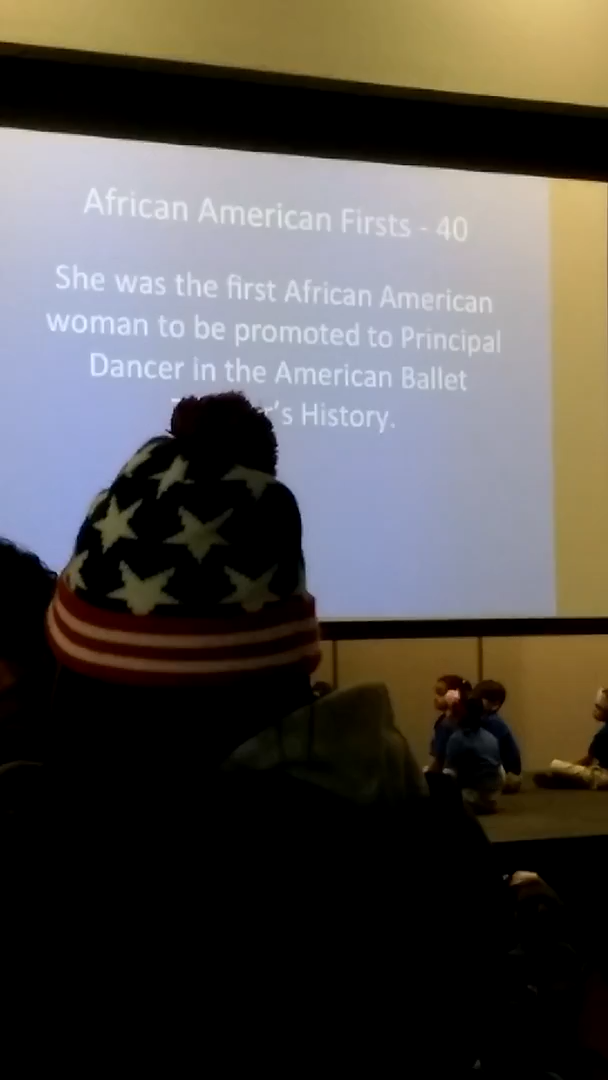 African American Firsts - 40
She was the first African American
woman to be promoted to Principal
Dancer in the American Ballet
History.